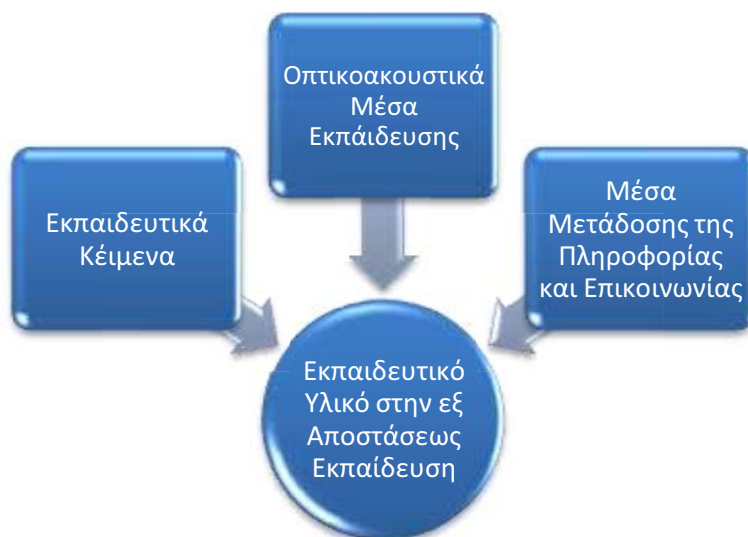 Οπτικοακουστικά
Μέσα
Εκπάιδευσης
Εκπαιδευτικά
Κέιμενα
Μέσα
Μετάδοσης της
Πληροφορίας
και Επικοινωνίας
Εκπαιδευτικό
Υλικό στην εξ
Αποστάσεως
Εκπαίδευση